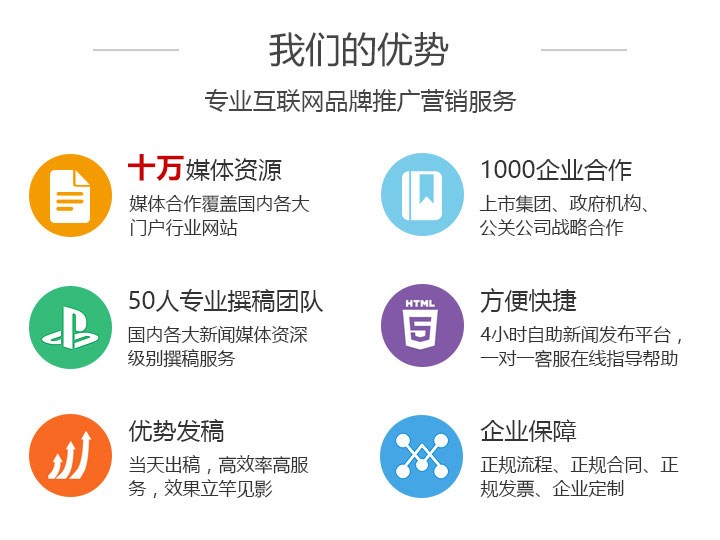 我们的优势
专业互联网品牌推广营销服务
十万媒体资源
媒体合作覆盖国内各大
门户行业网站
1000企业合作
上市集团、政府机构、
公关公司战略合作
50人专业撰稿团队
国内各大新闻媒体资深
级别撰稿服务
HTML
5
方便快捷
4小时自助新闻发布平台，
一对一客服在线指导帮助
优势发稿
当天出稿，高效率高服
务，效果立竿见影
企业保障
正规流程、正规合同、正
规发票、企业定制